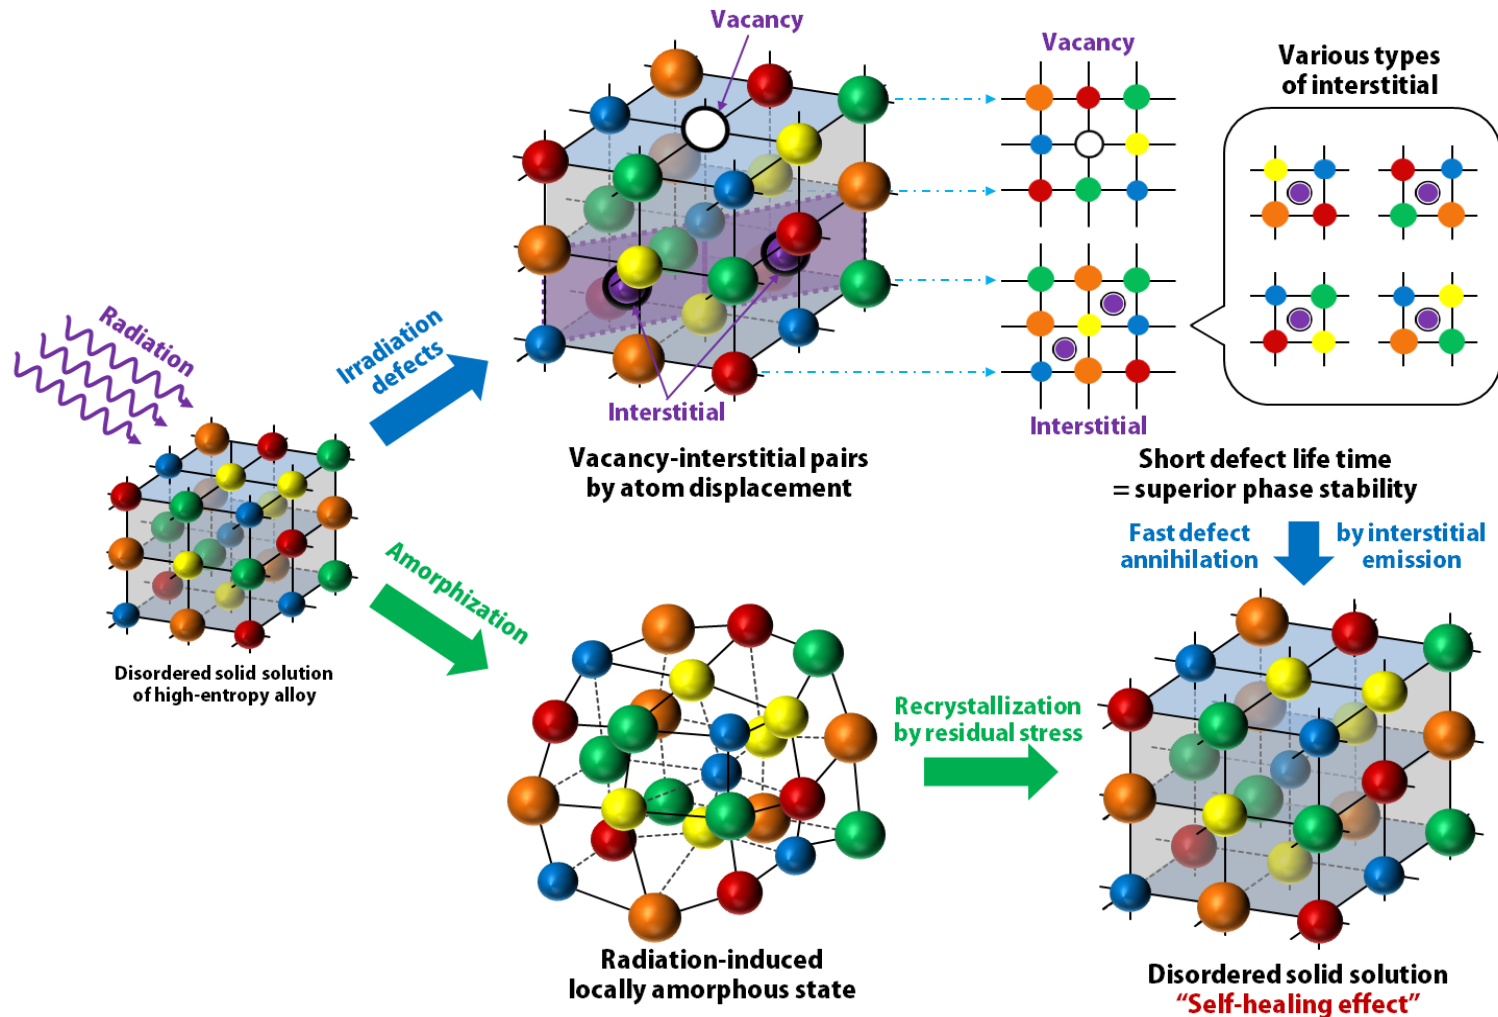 Vacancy
Vacancy
Various types
of interstitial
Radiation
Irradiation
defects
Interstitial
Interstitial
Vacancy-interstitial pairs
by atom displacement
Short defect life time
= superior phase stability
Fast defect
annihilation
by interstitial
emission
Amorphization
Disordered solid solution
of high-entropy alloy
Recrystallization
by residual stress
Radiation-induced
locally amorphous state
Disordered solid solution
“Self-healing effect”